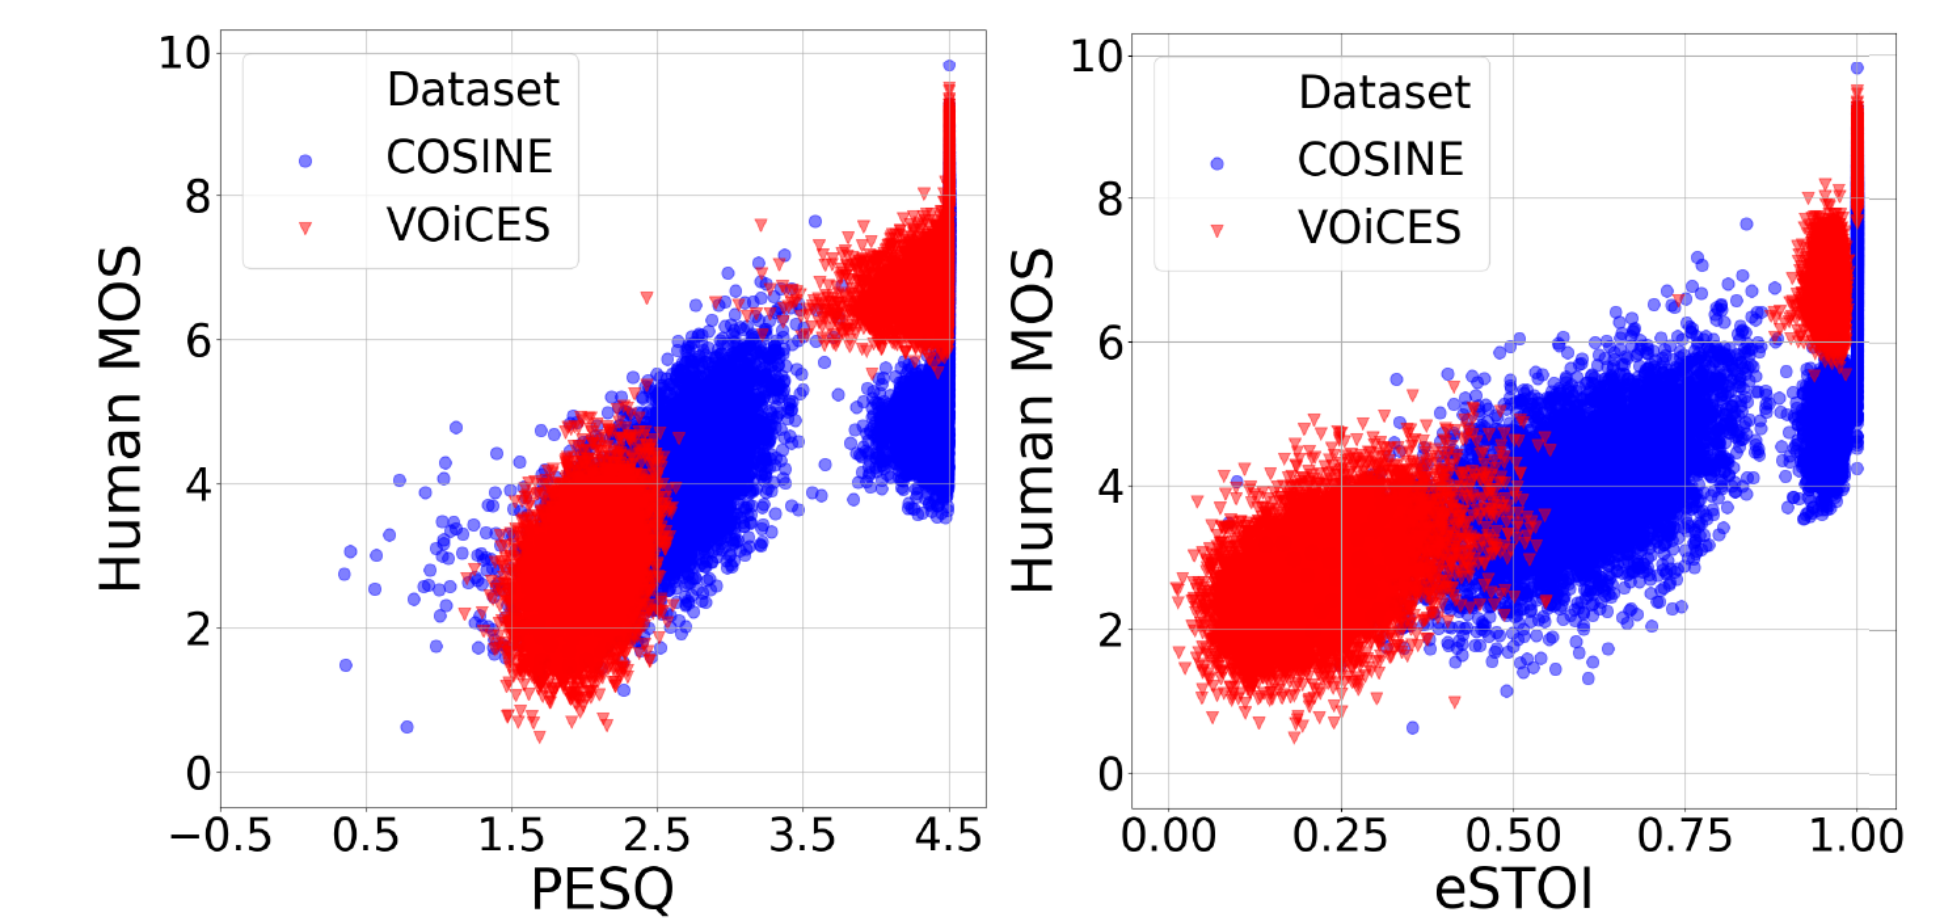 Human MOS
10
8
6
4
2
0
Dataset
COSINE
VOiCES
−0.5 0.5 1.5 2.5 3.5 4.5
PESQ
Human MOS
10
8
6
4
2
0
Dataset
COSINE
VOiCES
0.00 0.25 0.50 0.75 1.00
eSTOI